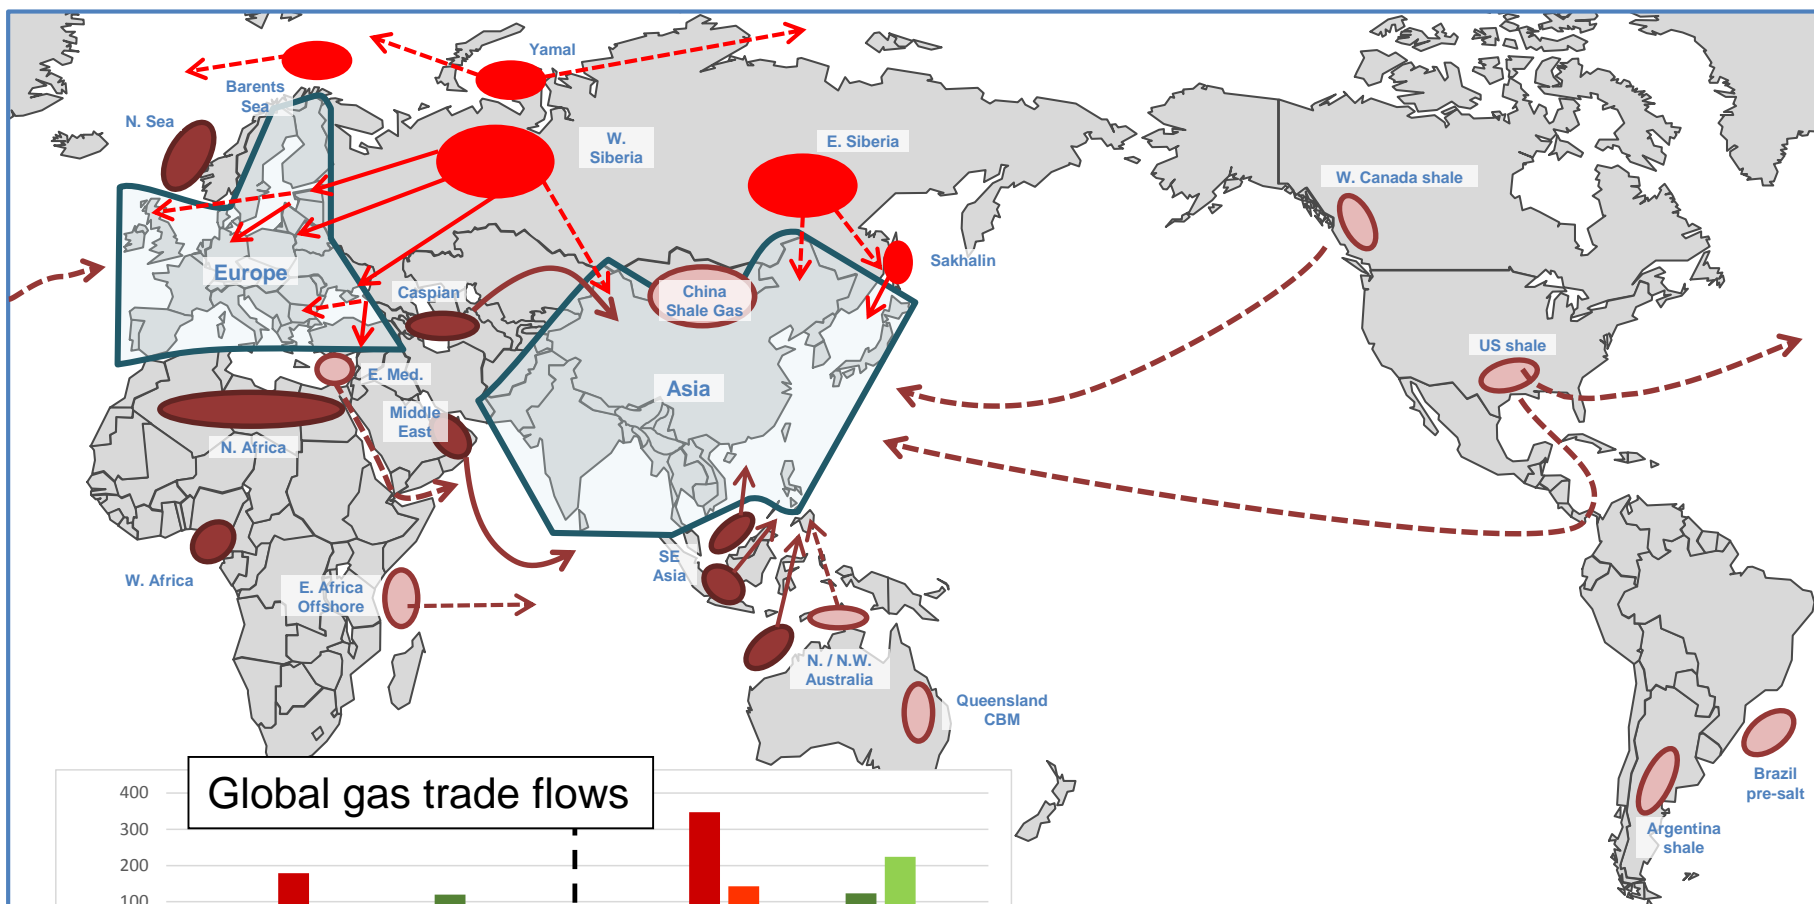 Yamal
Barents
Sea
N. Sea
W.
Siberia
E. Siberia
W. Canada shale
Sakhalin
Europe
Caspian
China
Shale Gas
US shale
E. Med.
Asia
Middle
East
N. Africa
SE
Asia
W. Africa
E. Africa
Offshore
N. / N.W.
Australia
Queensland
CBM
Brazil
pre-salt
Argentina
shale
Global gas trade flows
400
300
200
100